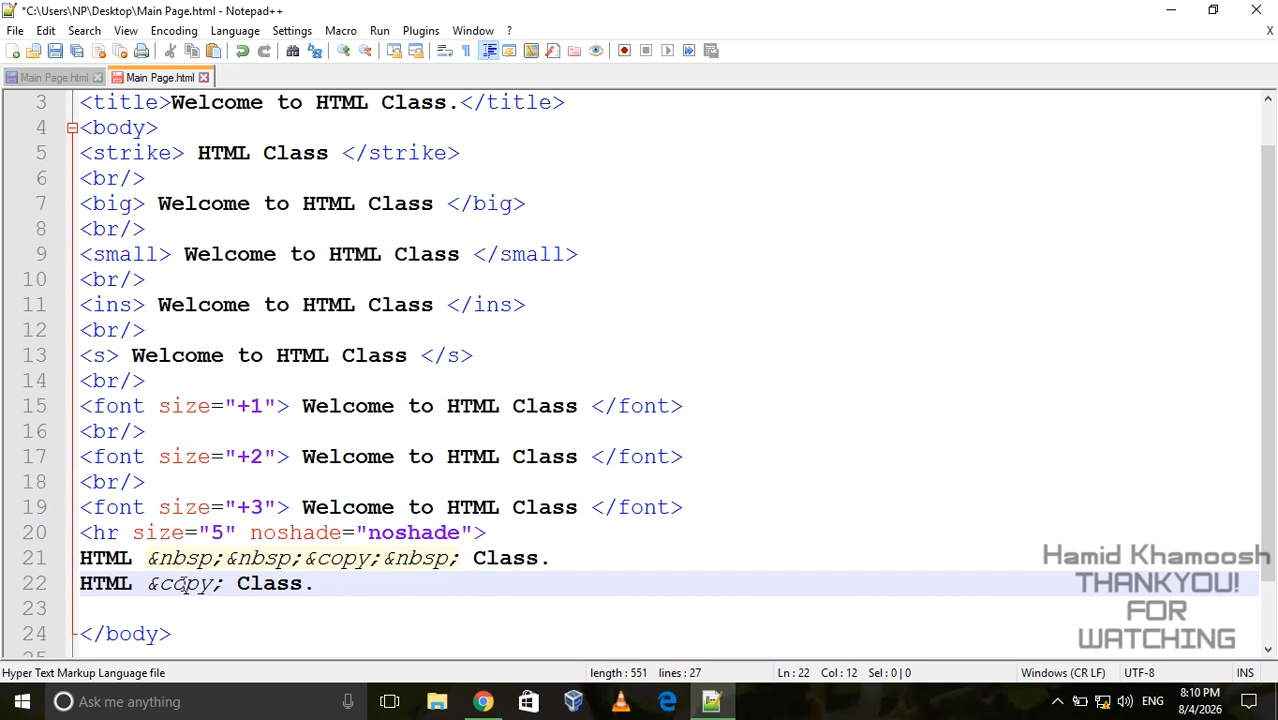 *C:\Users\NP\Desktop\Main Page.html - Notepad++
File Edit Search View Encoding Language Settings Macro Run Plugins Window ? X
Main Page.html Main Page.html
3 <title>Welcome to HTML Class.</title>
4 <body>
5 <strike> HTML Class </strike>
6 <br/>
7 <big> Welcome to HTML Class </big>
8 <br/>
9 <small> Welcome to HTML Class </small>
10 <br/>
11 <ins> Welcome to HTML Class </ins>
12 <br/>
13 <s> Welcome to HTML Class </s>
14 <br/>
15 <font size="+1"> Welcome to HTML Class </font>
16 <br/>
17 <font size="+2"> Welcome to HTML Class </font>
18 <br/>
19 <font size="+3"> Welcome to HTML Class </font>
20 <hr size="5" noshade="noshade">
21 HTML &nbsp;&nbsp;&copy;&nbsp; Class.
22 HTML &copy; Class.
23
24 </body>
Hamid Khamoosh
THANKYOU!
FOR
WATCHING
Hyper Text Markup Language file length : 551 lines : 27 Ln : 22 Col : 12 Sel : 0 | 0 Windows (CR LF) UTF-8 INS
Ask me anything ENG 8:10 PM
8/4/2026